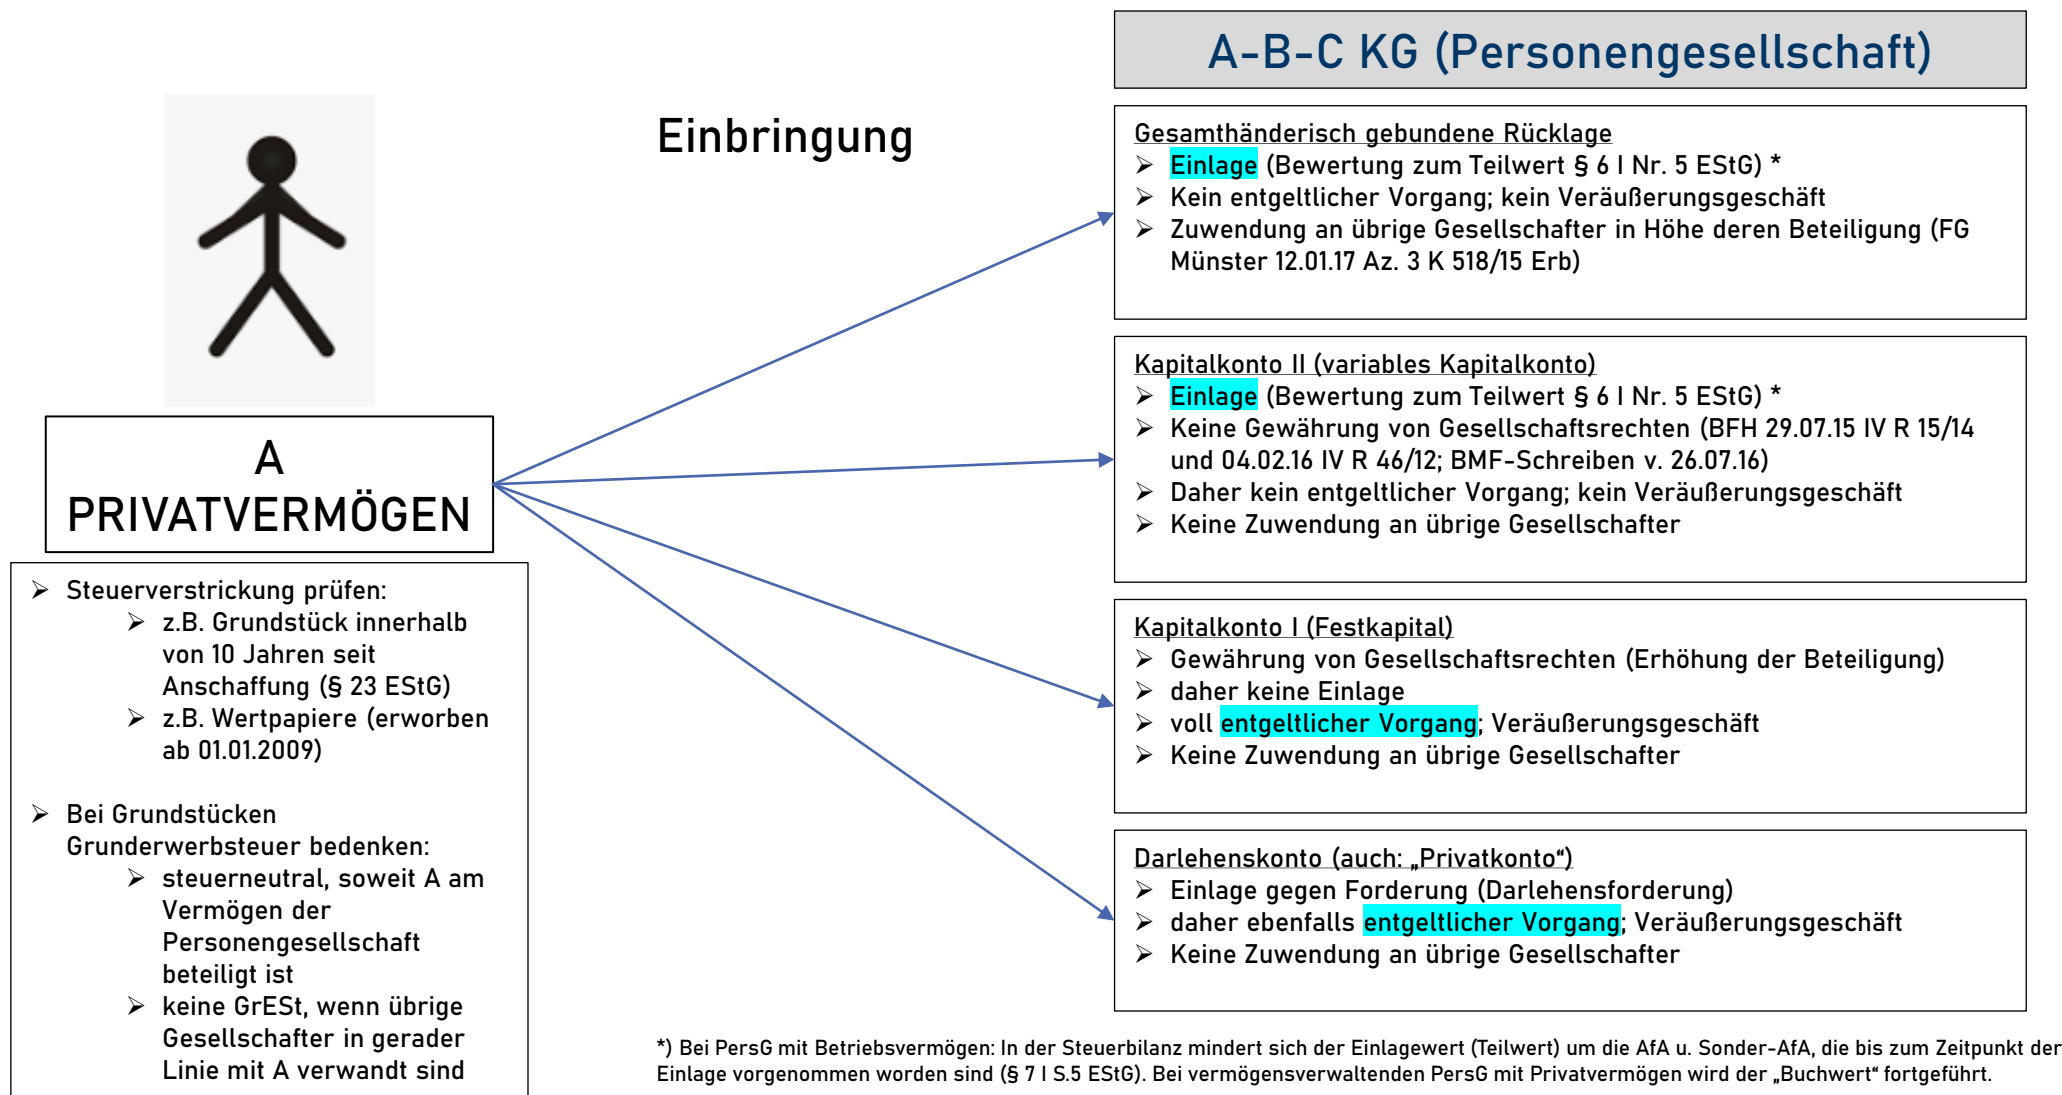 A-B-C KG (Personengesellschaft)
Einbringung
A
PRIVATVERMÖGEN
➢ Steuerverstrickung prüfen:
➢ z.B. Grundstück innerhalb
von 10 Jahren seit
Anschaffung (§ 23 EStG)
➢ z.B. Wertpapiere (erworben
ab 01.01.2009)
➢ Bei Grundstücken
Grunderwerbsteuer bedenken:
➢ steuerneutral, soweit A am
Vermögen der
Personengesellschaft
beteiligt ist
➢ keine GrESt, wenn übrige
Gesellschafter in gerader
Linie mit A verwandt sind
Gesamthänderisch gebundene Rücklage
➢ Einlage (Bewertung zum Teilwert § 6 I Nr. 5 EStG) *
➢ Kein entgeltlicher Vorgang; kein Veräußerungsgeschäft
➢ Zuwendung an übrige Gesellschafter in Höhe deren Beteiligung (FG
Münster 12.01.17 Az. 3 K 518/15 Erb)
Kapitalkonto II (variables Kapitalkonto)
➢ Einlage (Bewertung zum Teilwert § 6 I Nr. 5 EStG) *
➢ Keine Gewährung von Gesellschaftsrechten (BFH 29.07.15 IV R 15/14
und 04.02.16 IV R 46/12; BMF-Schreiben v. 26.07.16)
➢ Daher kein entgeltlicher Vorgang; kein Veräußerungsgeschäft
➢ Keine Zuwendung an übrige Gesellschafter
Kapitalkonto I (Festkapital)
➢ Gewährung von Gesellschaftsrechten (Erhöhung der Beteiligung)
➢ daher keine Einlage
➢ voll entgeltlicher Vorgang; Veräußerungsgeschäft
➢ Keine Zuwendung an übrige Gesellschafter
Darlehenskonto (auch: „Privatkonto“)
➢ Einlage gegen Forderung (Darlehensforderung)
➢ daher ebenfalls entgeltlicher Vorgang; Veräußerungsgeschäft
➢ Keine Zuwendung an übrige Gesellschafter
*) Bei PersG mit Betriebsvermögen: In der Steuerbilanz mindert sich der Einlagewert (Teilwert) um die AfA u. Sonder-AfA, die bis zum Zeitpunkt der
Einlage vorgenommen worden sind (§ 7 I S.5 EStG). Bei vermögensverwaltenden PersG mit Privatvermögen wird der „Buchwert“ fortgeführt.